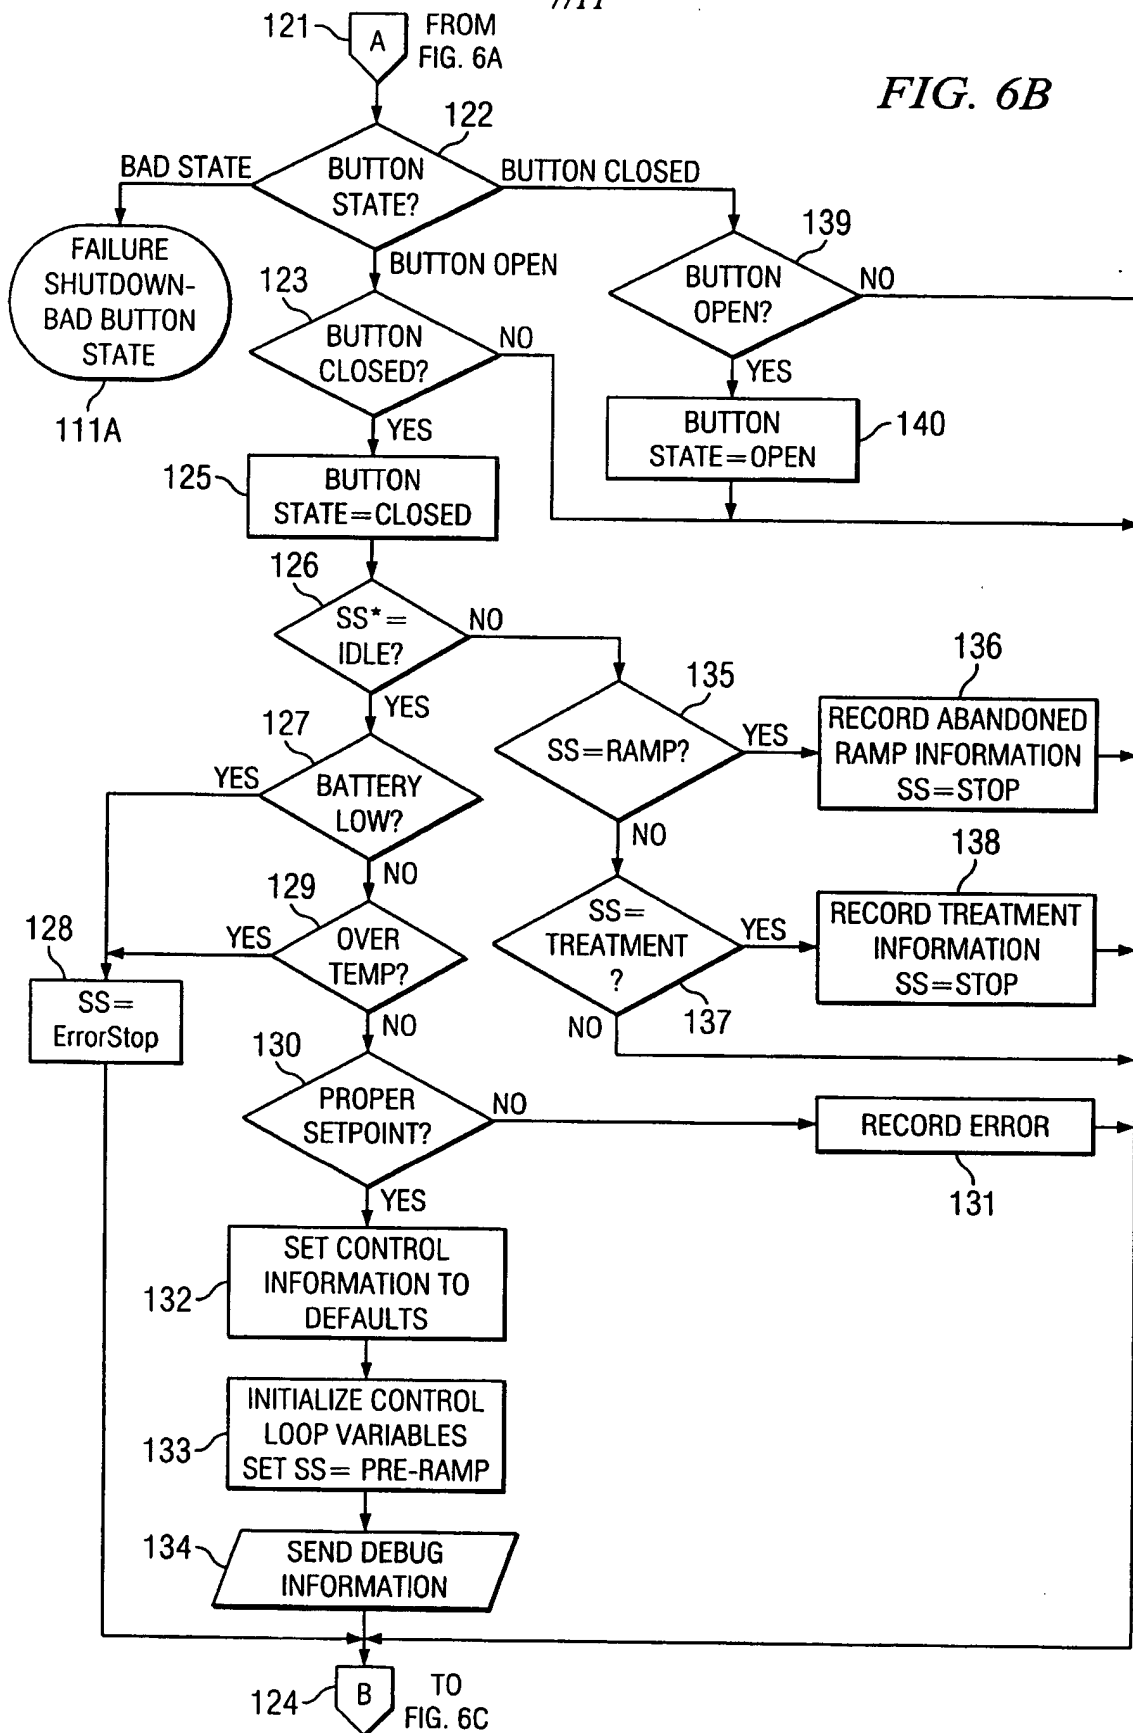 7/11
121
A
FROM
FIG. 6A
FIG. 6B
122
BUTTON
STATE?
BAD STATE
BUTTON CLOSED
FAILURE
SHUTDOWN-
BAD BUTTON
STATE
111A
BUTTON OPEN
123
BUTTON
CLOSED?
NO
YES
139
BUTTON
OPEN?
NO
YES
BUTTON
STATE=OPEN
140
125
BUTTON
STATE=CLOSED
126
SS*=
IDLE?
NO
YES
135
SS=RAMP?
YES
NO
136
RECORD ABANDONED
RAMP INFORMATION
SS=STOP
127
BATTERY
LOW?
YES
NO
138
RECORD TREATMENT
INFORMATION
SS=STOP
SS=
TREATMENT
?
YES
NO
137
129
OVER
TEMP?
YES
NO
128
SS=
ErrorStop
130
PROPER
SETPOINT?
NO
YES
RECORD ERROR
131
132
SET CONTROL
INFORMATION TO
DEFAULTS
133
INITIALIZE CONTROL
LOOP VARIABLES
SET SS= PRE-RAMP
134
SEND DEBUG
INFORMATION
124
B
TO
FIG. 6C